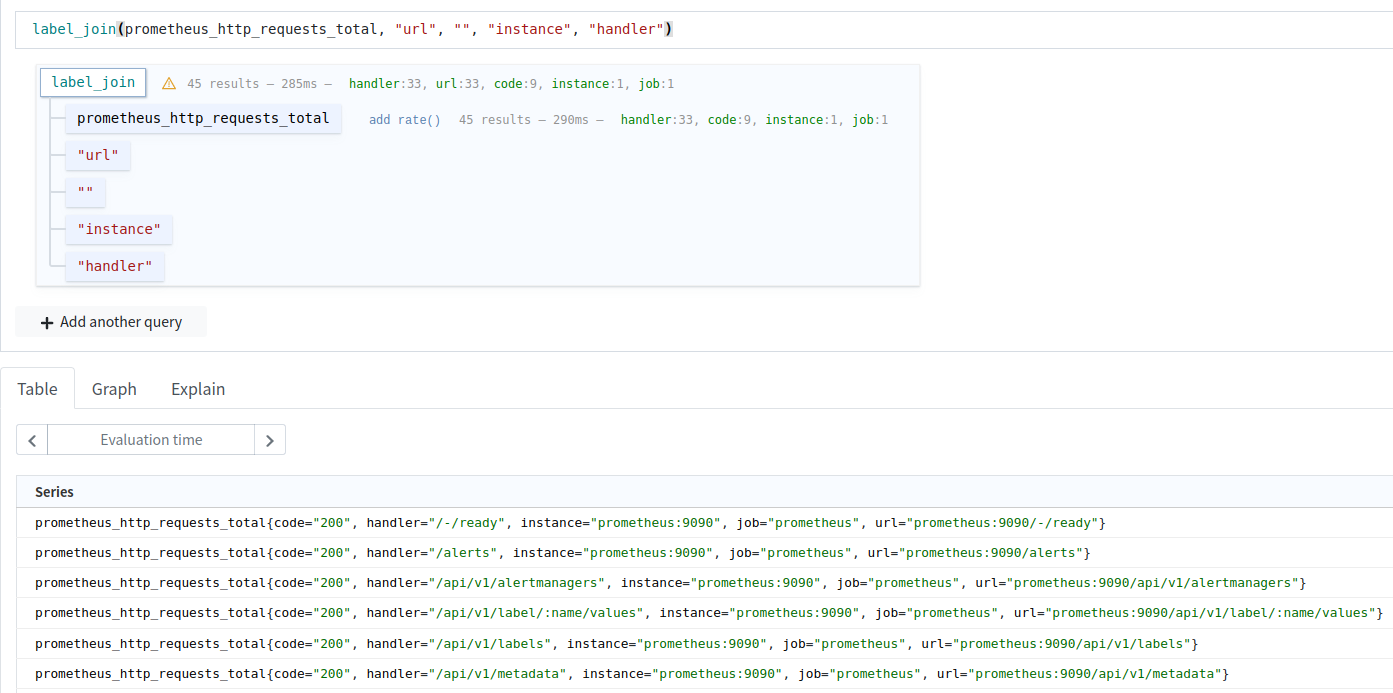 label_join(prometheus_http_requests_total, "url", "", "instance", "handler")
label_join 45 results – 285ms – handler:33, url:33, code:9, instance:1, job:1
prometheus_http_requests_total add rate() 45 results – 290ms – handler:33, code:9, instance:1, job:1
"url"
""
"instance"
"handler"
+ Add another query
Table Graph Explain
Evaluation time
Series
prometheus_http_requests_total{code="200", handler="/-/ready", instance="prometheus:9090", job="prometheus", url="prometheus:9090/-/ready"}
prometheus_http_requests_total{code="200", handler="/alerts", instance="prometheus:9090", job="prometheus", url="prometheus:9090/alerts"}
prometheus_http_requests_total{code="200", handler="/api/v1/alertmanagers", instance="prometheus:9090", job="prometheus", url="prometheus:9090/api/v1/alertmanagers"}
prometheus_http_requests_total{code="200", handler="/api/v1/label/:name/values", instance="prometheus:9090", job="prometheus", url="prometheus:9090/api/v1/label/:name/values"}
prometheus_http_requests_total{code="200", handler="/api/v1/labels", instance="prometheus:9090", job="prometheus", url="prometheus:9090/api/v1/labels"}
prometheus_http_requests_total{code="200", handler="/api/v1/metadata", instance="prometheus:9090", job="prometheus", url="prometheus:9090/api/v1/metadata"}